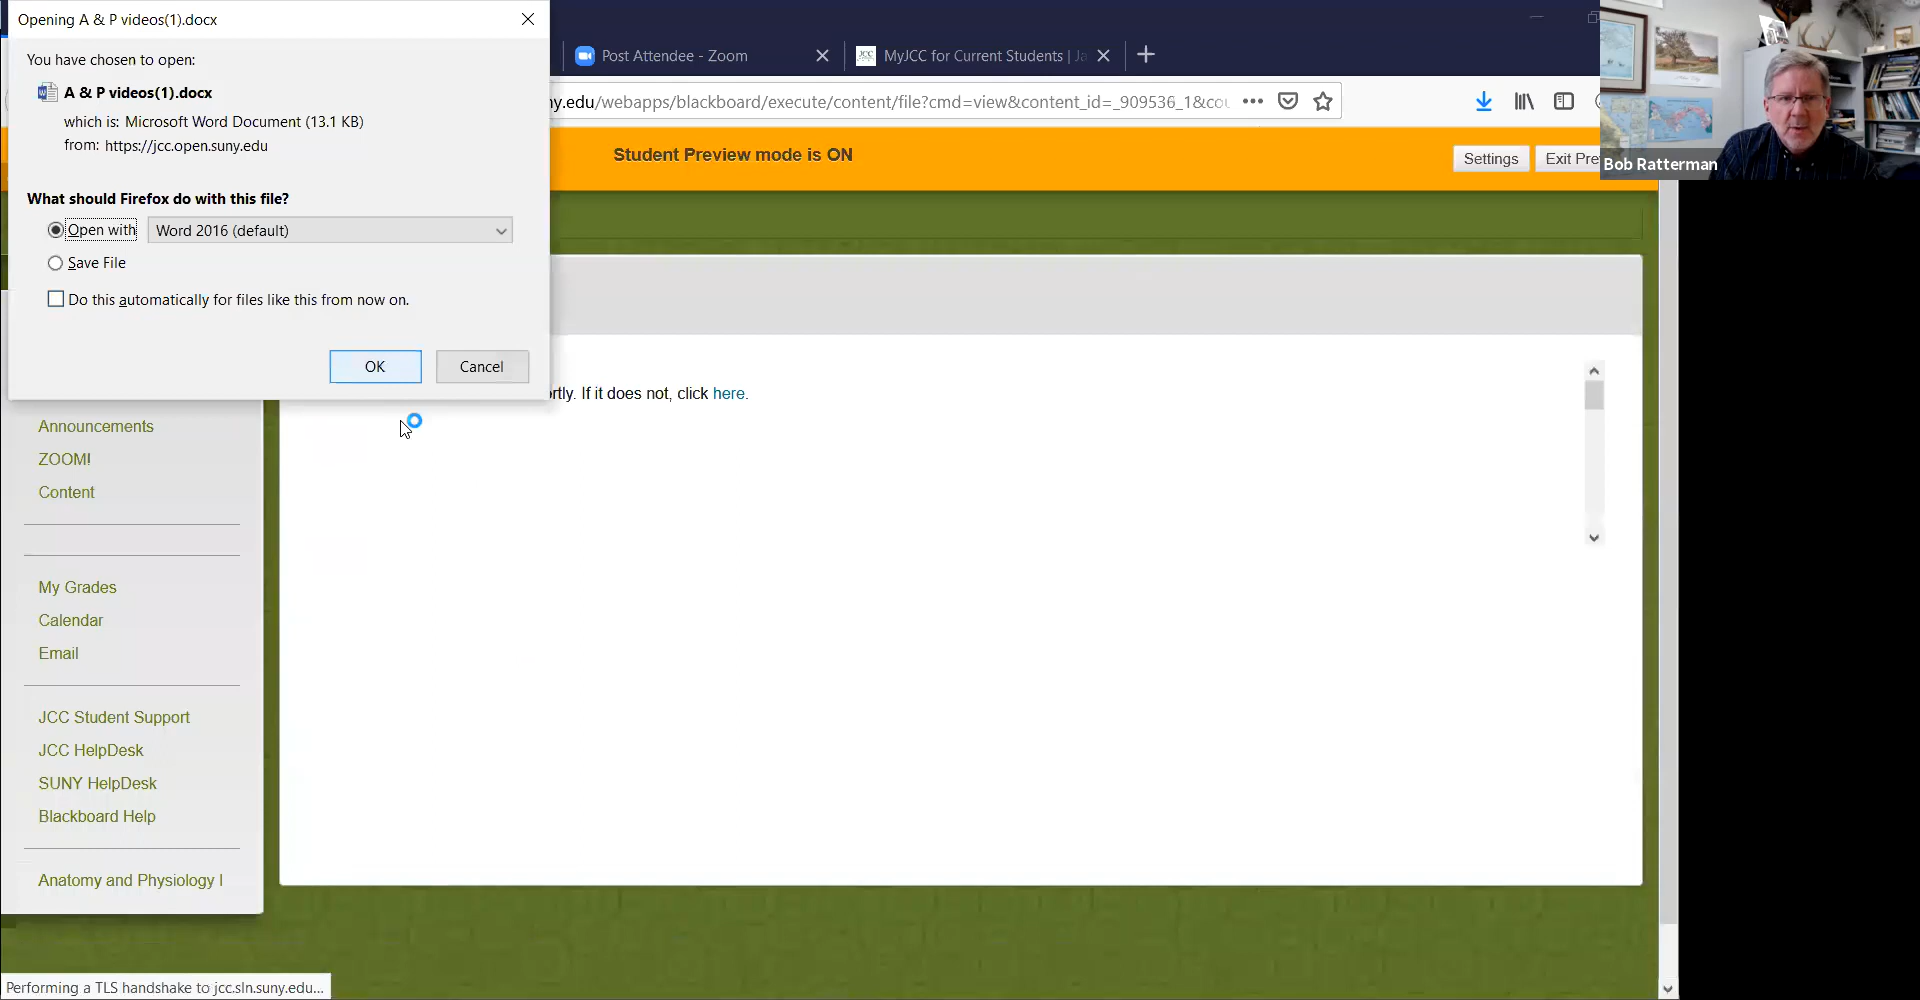 Opening A & P videos(1).docx
You have chosen to open:
A & P videos(1).docx
which is: Microsoft Word Document (13.1 KB)
from: https://jcc.open.suny.edu
What should Firefox do with this file?
Open with
Word 2016 (default)
Save File
Do this automatically for files like this from now on.
OK
Cancel
Post Attendee - Zoom
JCC
MyJCC for Current Students | Ja
ny.edu/webapps/blackboard/execute/content/file?cmd=view&content_id=_909536_1&cou
Student Preview mode is ON
Settings
Exit Pre
Bob Ratterman
rtly. If it does not, click here.
Announcements
ZOOM!
Content
My Grades
Calendar
Email
JCC Student Support
JCC HelpDesk
SUNY HelpDesk
Blackboard Help
Anatomy and Physiology I
Performing a TLS handshake to jcc.sln.suny.edu...